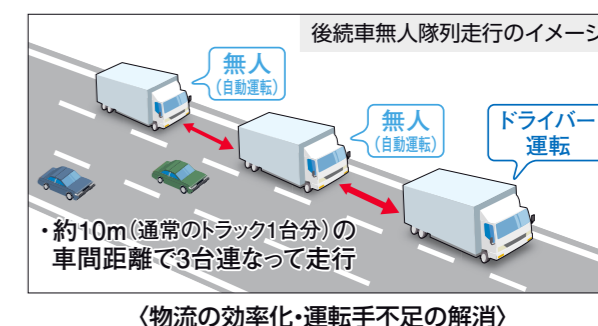 後続車無人隊列走行のイメージ
無人
(自動運転)
無人
(自動運転)
ドライバー
運転
・約10m(通常のトラック1台分)の
車間距離で3台連なって走行
〈物流の効率化・運転手不足の解消〉